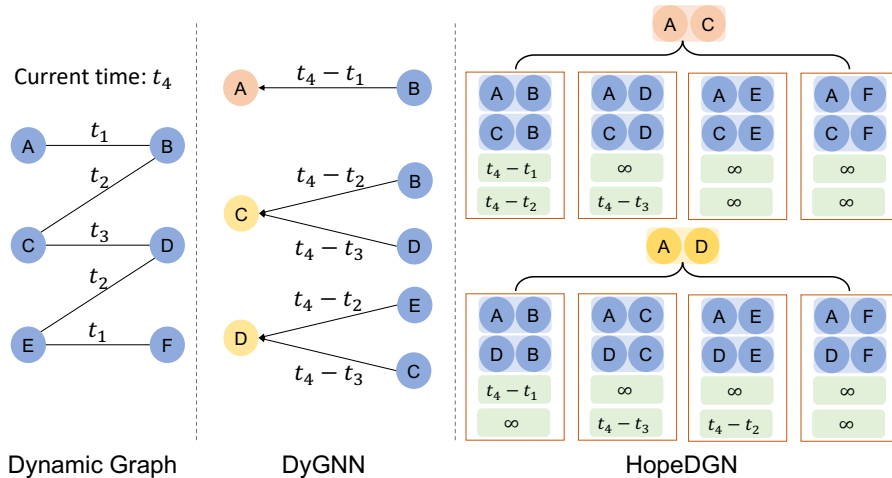 Current time: t₄
A
t₁
B
t₂
C
t₃
D
t₂
E
t₁
F
Dynamic Graph
A
t₄ − t₁
B
C
t₄ − t₂
B
t₄ − t₃
D
D
t₄ − t₂
E
t₄ − t₃
C
DyGNN
A C
A B A D A E A F
C B C D C E C F
t₄ − t₁ ∞ ∞ ∞
t₄ − t₂ t₄ − t₃ ∞ ∞
A D
A B A C A E A F
D B D C D E D F
t₄ − t₁ ∞ ∞ ∞
∞ t₄ − t₃ t₄ − t₂ ∞
HopeDGN